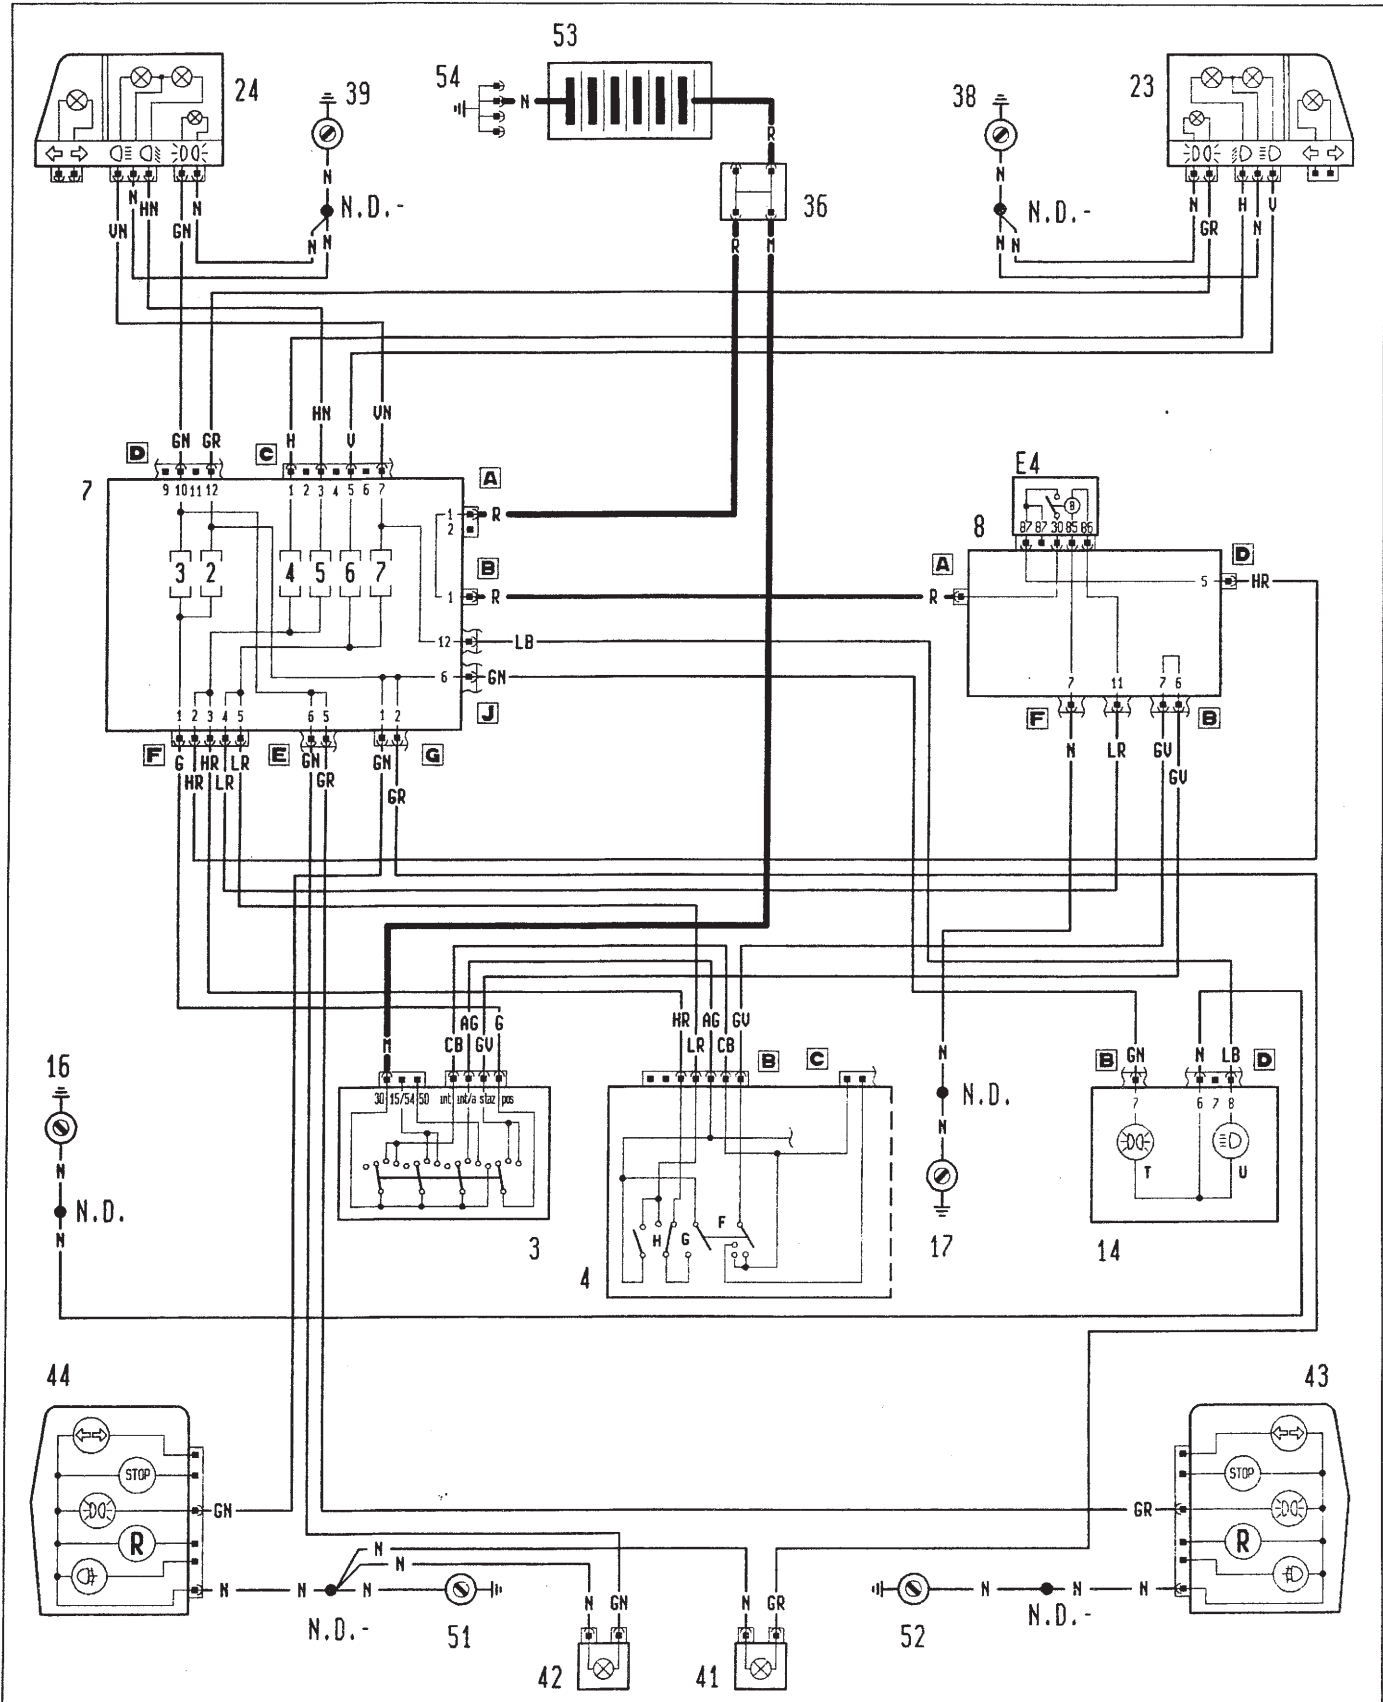 53
54
24
39
38
23
N
R
36
N
N.D.-
N
N.D.-
VN
N
HN
GN
N
N
N
R
M
N
N
N
GR
H
N
V
GN
GR
H
HN
V
VN
D
C
A
7
9 10 11 12
1 2 3 4 5 6 7
1
2
R
E4
87 87 30 85 86
8
3
2
4
5
6
7
B
1
R
A
R
D
5
HR
12
LB
6
GN
J
1 2 3 4 5
6 5
1 2
7
11
7 6
F
G
HR
HR
LR
LR
E
GN
GR
GN
GR
G
F
N
LR
GV
GV
B
16
M
CB
AG
GV
G
HR
LR
AG
CB
GV
B
C
N
N.D.
N
B
GN
N
LB
D
30 15/54 50
int int/a staz pos
7
6 7 8
N
N.D.
N
T
U
H
G
F
3
4
17
14
44
43
STOP
STOP
GN
GR
R
R
N
N
N
N
N
N.D.-
51
N
GN
N
GR
52
N
N
N
N.D.-
42
41